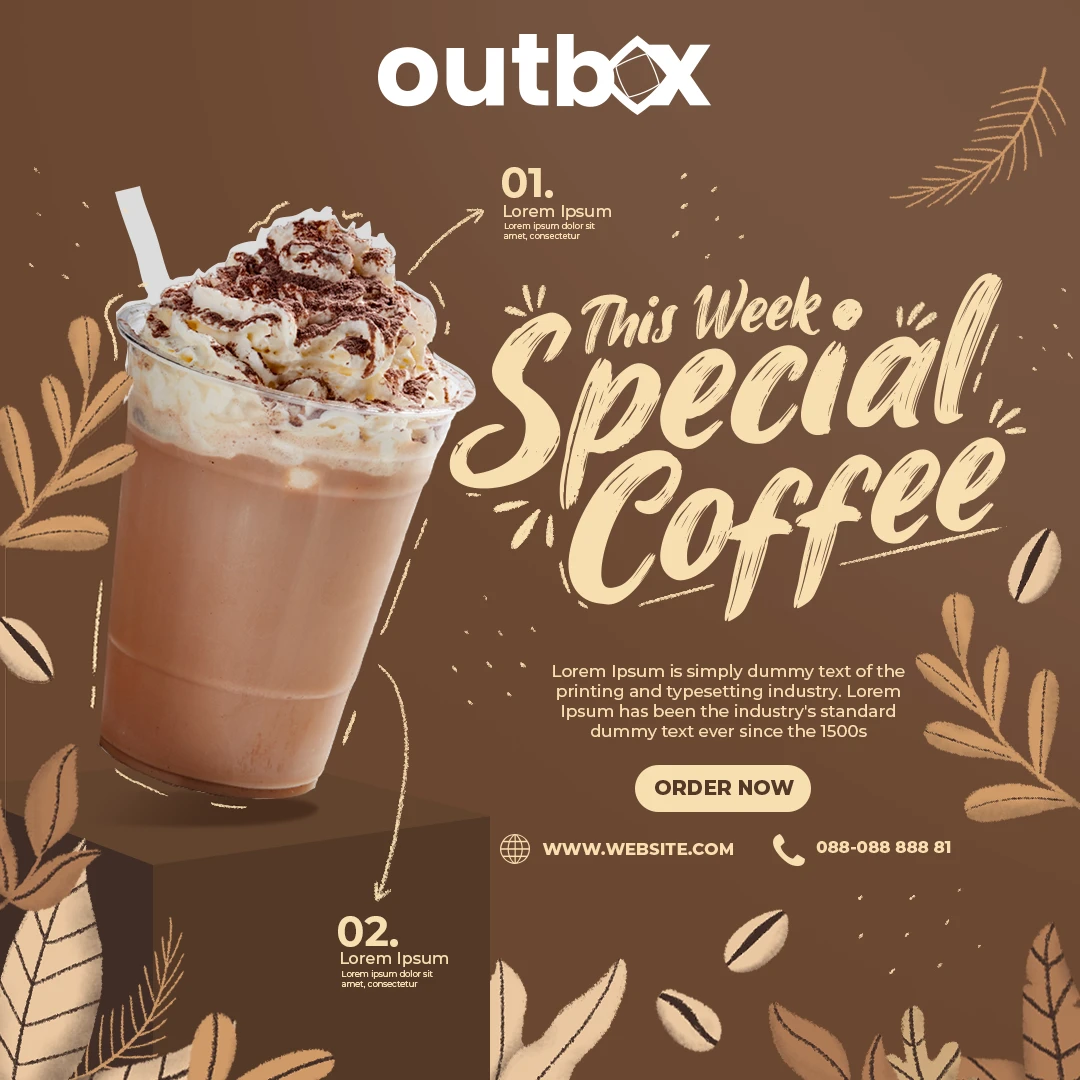 outbox
01.
Lorem Ipsum
Lorem ipsum dolor sit
amet, consectetur
This Week
Special
Coffee
Lorem Ipsum is simply dummy text of the
printing and typesetting industry. Lorem
Ipsum has been the industry's standard
dummy text ever since the 1500s
ORDER NOW
WWW.WEBSITE.COM
088-088 888 81
02.
Lorem Ipsum
Lorem ipsum dolor sit
amet, consectetur